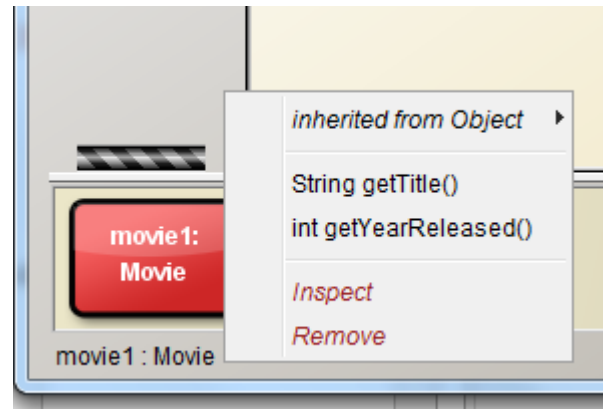 inherited from Object
String getTitle()
int getYearReleased()
Inspect
Remove
movie1:
Movie
movie1 : Movie